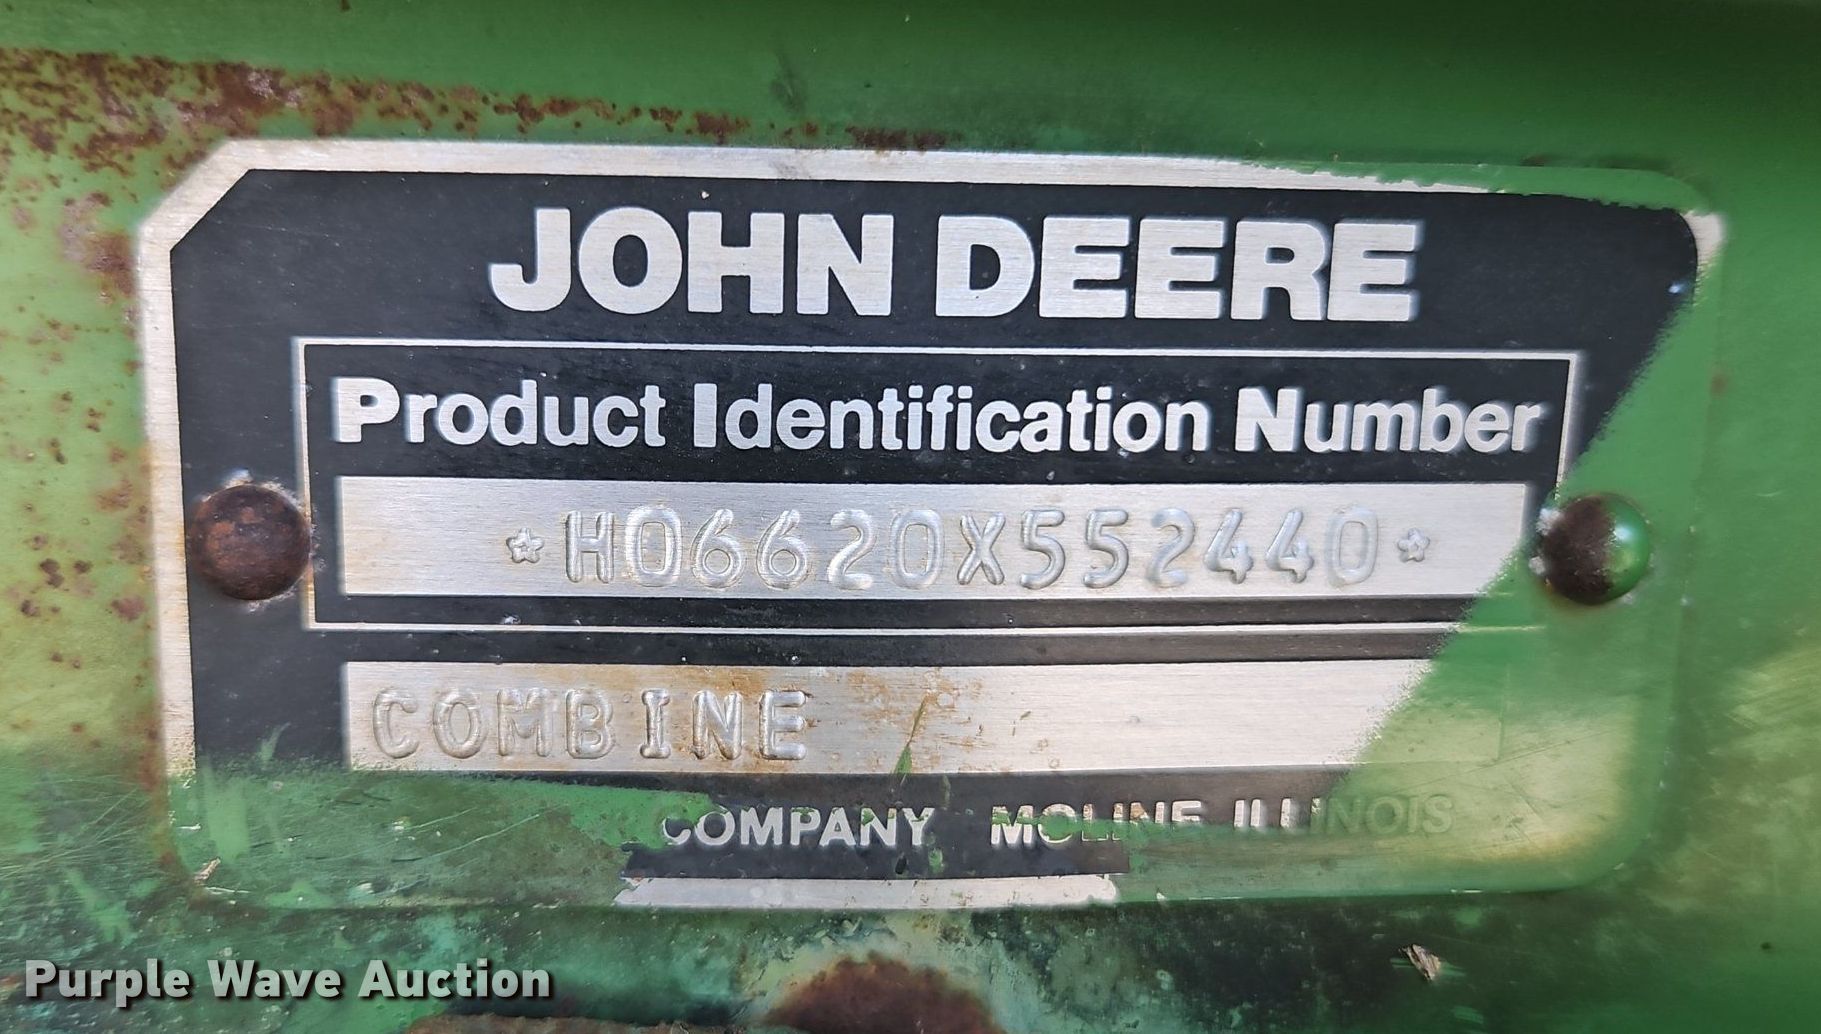 JOHN DEERE
Product Identification Number
*H06620X552440*
COMBINE
COMPANY MOLINE ILLINOIS
Purple Wave Auction